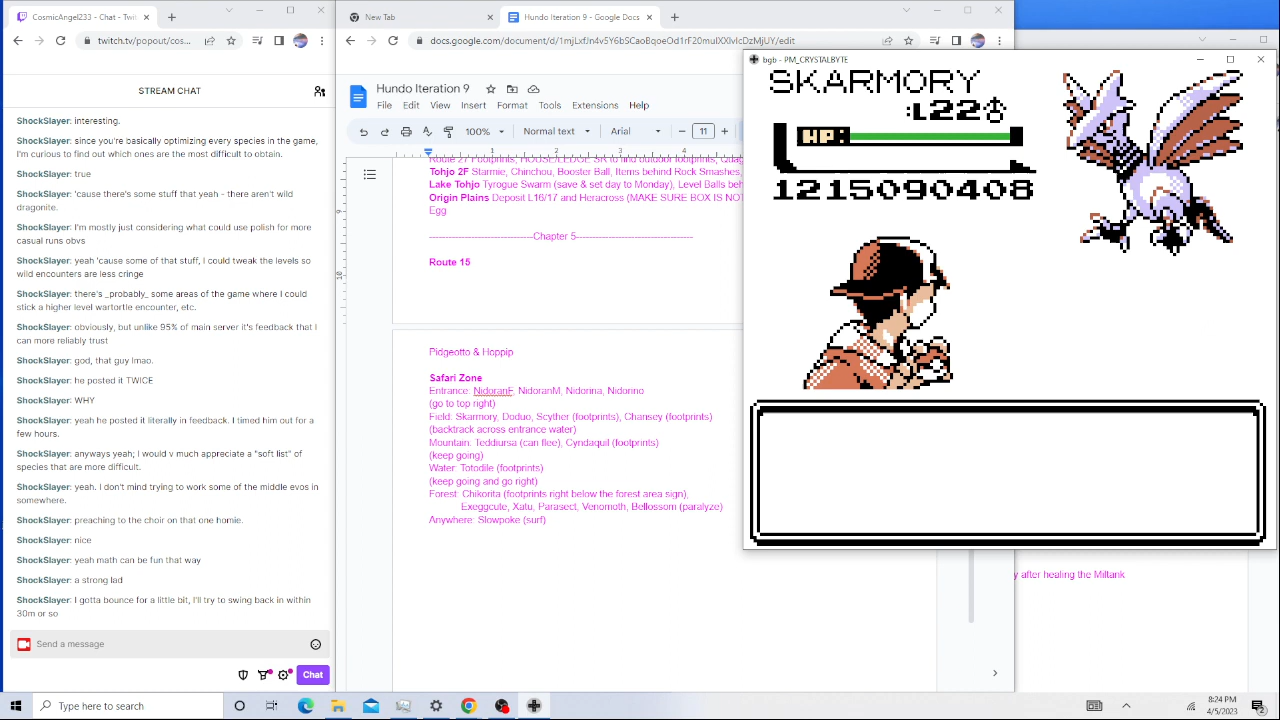 CosmicAngel233 - Chat - Twitch
twitch.tv/popout/cos...
STREAM CHAT
ShockSlayer: interesting.
ShockSlayer: since you're basically optimizing every species in the game,
I'm curious to find out which ones are the most difficult to obtain.
ShockSlayer: true
ShockSlayer: 'cause there's some stuff that yeah - there aren't wild
dragonite.
ShockSlayer: I'm mostly just considering what could use polish for more
casual runs obvs
ShockSlayer: yeah 'cause some of that stuff, I could tweak the levels so
wild encounters are less cringe
ShockSlayer: there's _probably_ some areas of the game where I could
stick a higher level wartortle encounter, etc.
ShockSlayer: obviously, but unlike 95% of main server it's feedback that I
can more reliably trust
ShockSlayer: god, that guy lmao.
ShockSlayer: he posted it TWICE
ShockSlayer: WHY
ShockSlayer: yeah he posted it literally in feedback. I timed him out for a
few hours.
ShockSlayer: anyways yeah; I would v much appreciate a "soft list" of
species that are more difficult.
ShockSlayer: yeah. I don't mind trying to work some of the middle evos in
somewhere.
ShockSlayer: preaching to the choir on that one homie.
ShockSlayer: nice
ShockSlayer: yeah math can be fun that way
ShockSlayer: a strong lad
ShockSlayer: I gotta bounce for a little bit, I'll try to swing back in within
30m or so
Send a message
Chat
New Tab
Hundo Iteration 9 - Google Docs
Hundo Iteration 9
File Edit View Insert Format Tools Extensions Help
100% Normal text Arial 11
1 2 3 4
9
10
Tohjo 2F Starmie, Chinchou, Booster Ball, Items behind Rock Smashes,
Lake Tohjo Tyrogue Swarm (save & set day to Monday), Level Balls beh
Origin Plains Deposit L16/17 and Heracross (MAKE SURE BOX IS NOT
Egg
Chapter 5
Route 15
Pidgeotto & Hoppip
Safari Zone
Entrance: NidoranF, NidoranM, Nidorina, Nidorino
(go to top right)
Field: Skarmory, Doduo, Scyther (footprints), Chansey (footprints)
(backtrack across entrance water)
Mountain: Teddiursa (can flee), Cyndaquil (footprints)
(keep going)
Water: Totodile (footprints)
(keep going and go right)
Forest: Chikorita (footprints right below the forest area sign),
Exeggcute, Xatu, Parasect, Venomoth, Bellossom (paralyze)
Anywhere: Slowpoke (surf)
y after healing the Miltank
bgb - PM_CRYSTALBYTE
SKARMORY
:L22
HP:
1215090408
Type here to search
8:24 PM
4/5/2023
2